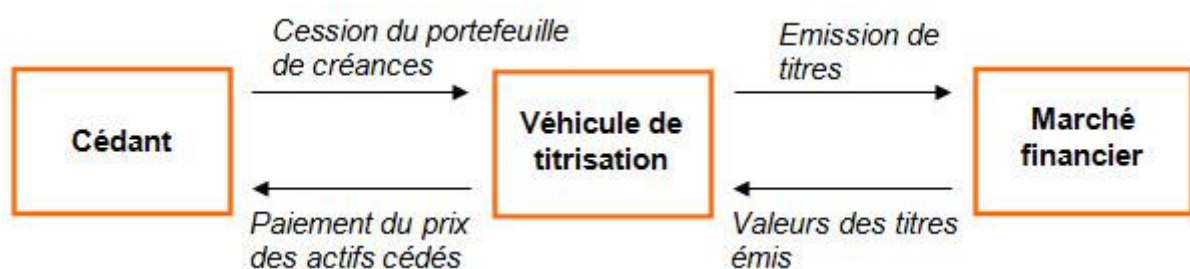 Cession du portefeuille
de créances
Emission de
titres
Cédant
Véhicule de
titrisation
Marché
financier
Paiement du prix
des actifs cédés
Valeurs des titres
émis